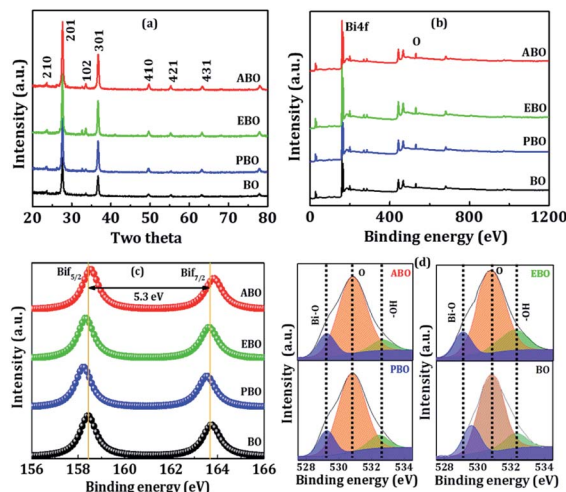 (a)
210
201
102
301
410
421
431
ABO
EBO
PBO
BO
Intensity (a.u.)
20 30 40 50 60 70 80
Two theta
(b)
Bi4f
O
ABO
EBO
PBO
BO
Intensity (a.u.)
0 400 800 1200
Binding energy (eV)
Bif5/2
(c)
Bif7/2
5.3 eV
ABO
EBO
PBO
BO
Intensity (a.u.)
156 158 160 162 164 166
Binding energy (eV)
(d)
ABO
Bi-O
O
-OH
EBO
Bi-O
O
-OH
PBO
BO
Intensity (a.u.)
Intensity (a.u.)
528 530 532 534
528 530 532 534
Binding energy (eV)
Binding energy (eV)